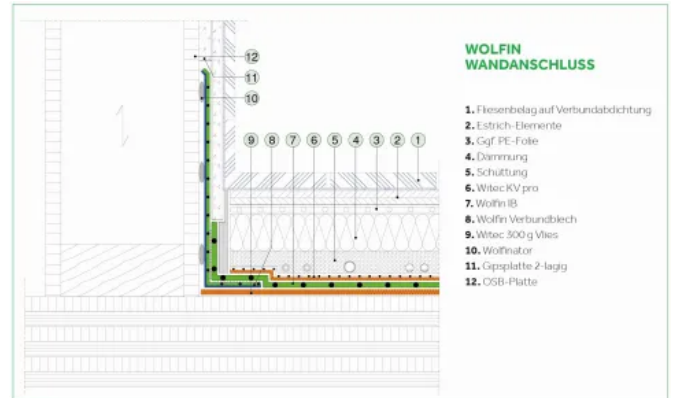 12
11
10
9 8 7 6 5 4 3 2 1
WOLFIN
WANDANSCHLUSS
1. Fliesenbelag auf Verbundabdichtung
2. Estrich-Elemente
3. Ggf. PE-Folie
4. Dämmung
5. Schüttung
6. Witec KV pro
7. Wolfin IB
8. Wolfin Verbundblech
9. Witec 300 g Vlies
10. Wolfinator
11. Gipsplatte 2-lagig
12. OSB-Platte